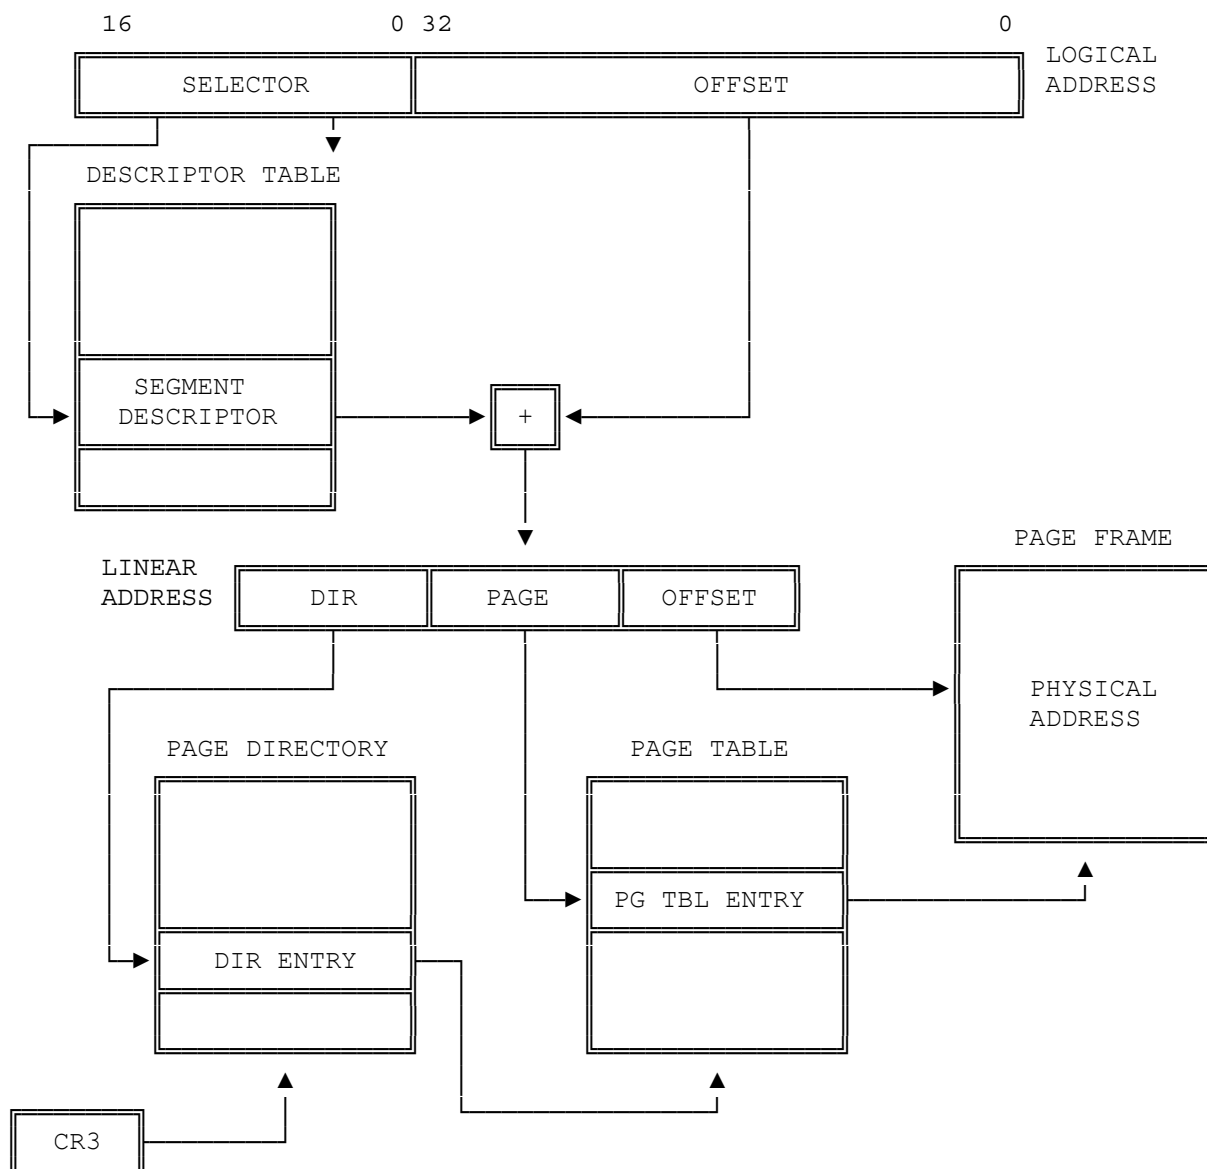 16 0 32 0
LOGICAL
ADDRESS
SELECTOR OFFSET
DESCRIPTOR TABLE
SEGMENT
DESCRIPTOR
+
PAGE FRAME
LINEAR
ADDRESS
DIR PAGE OFFSET
PHYSICAL
ADDRESS
PAGE DIRECTORY PAGE TABLE
PG TBL ENTRY
DIR ENTRY
CR3